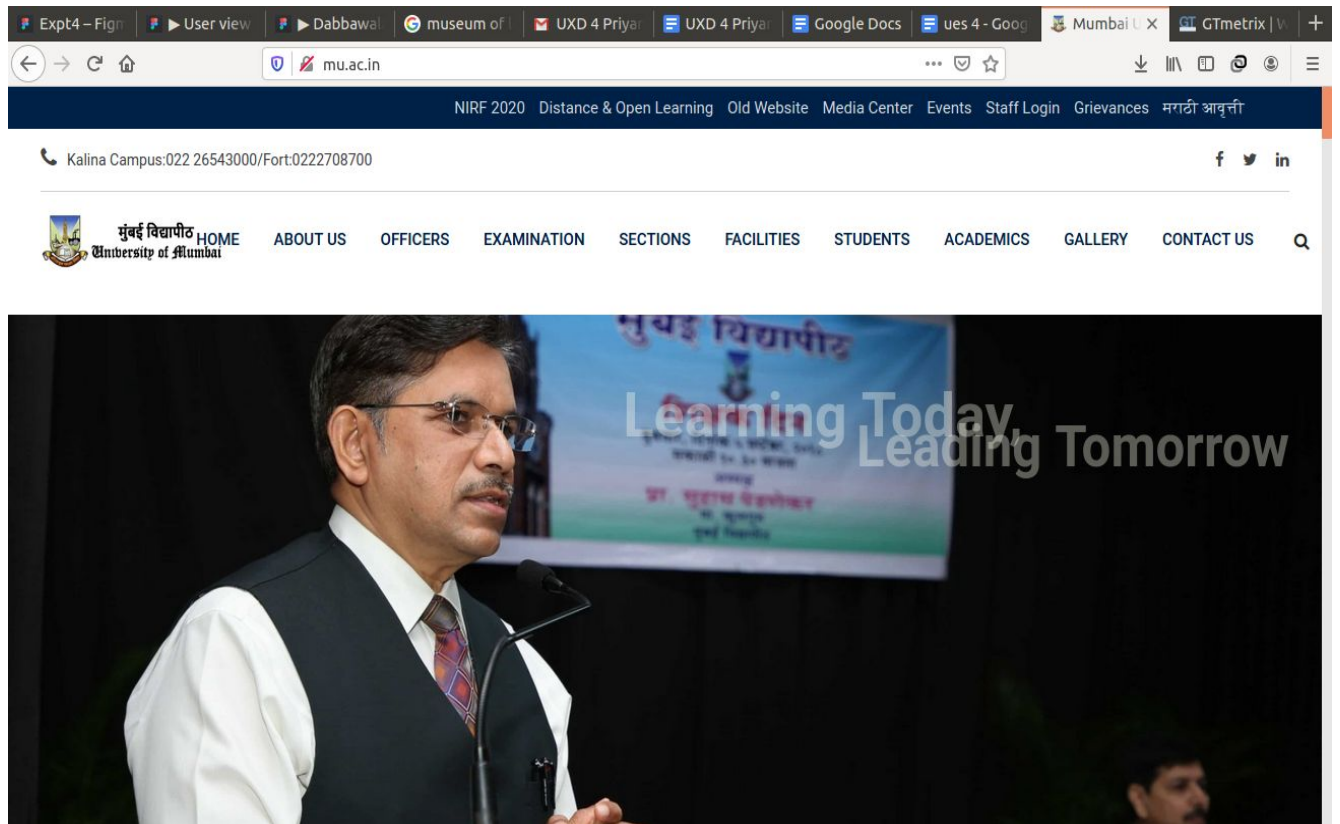 Expt4 – Figm
▶ User view
▶ Dabbawal
museum of
UXD 4 Priyan
UXD 4 Priyan
Google Docs
ues 4 - Goog
Mumbai U
GTmetrix | W
mu.ac.in
NIRF 2020 Distance & Open Learning Old Website Media Center Events Staff Login Grievances मराठी आवृत्ती
Kalina Campus:022 26543000/Fort:0222708700
मुंबई विद्यापीठ
University of Mumbai
HOME ABOUT US OFFICERS EXAMINATION SECTIONS FACILITIES STUDENTS ACADEMICS GALLERY CONTACT US
मुंबई विद्यापीठ
Learning Today,
Leading Tomorrow